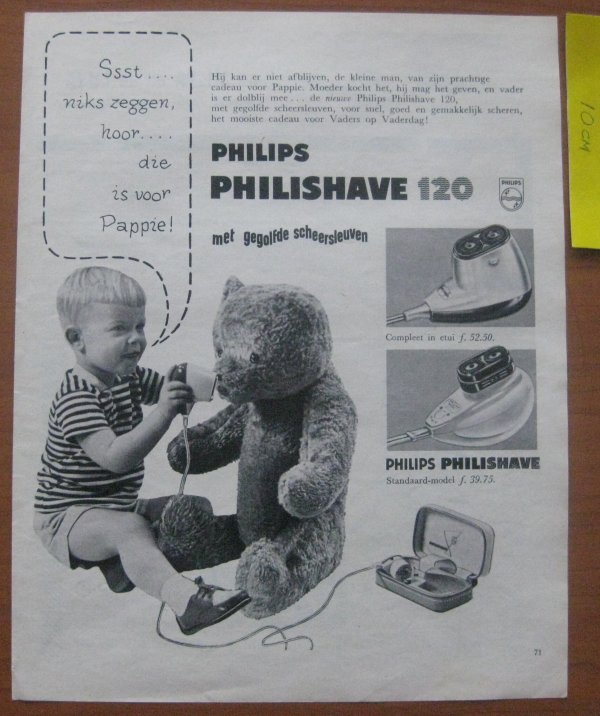 Ssst....
niks zeggen,
hoor....
die
is voor
Pappie!
Hij kan er niet afblijven, de kleine man, van zijn prachtige
cadeau voor Pappie. Moeder kocht het, hij mag het geven, en vader
is er dolblij mee... de nieuwe Philips Philishave 120,
met gegolfde scheersleuven, voor snel, goed en gemakkelijk scheren,
het mooiste cadeau voor Vaders op Vaderdag!
PHILIPS
PHILISHAVE 120
PHILIPS
met gegolfde scheersleuven
Compleet in etui f. 52.50.
PHILIPS PHILISHAVE
Standaard-model f. 39.75.
71
10cm